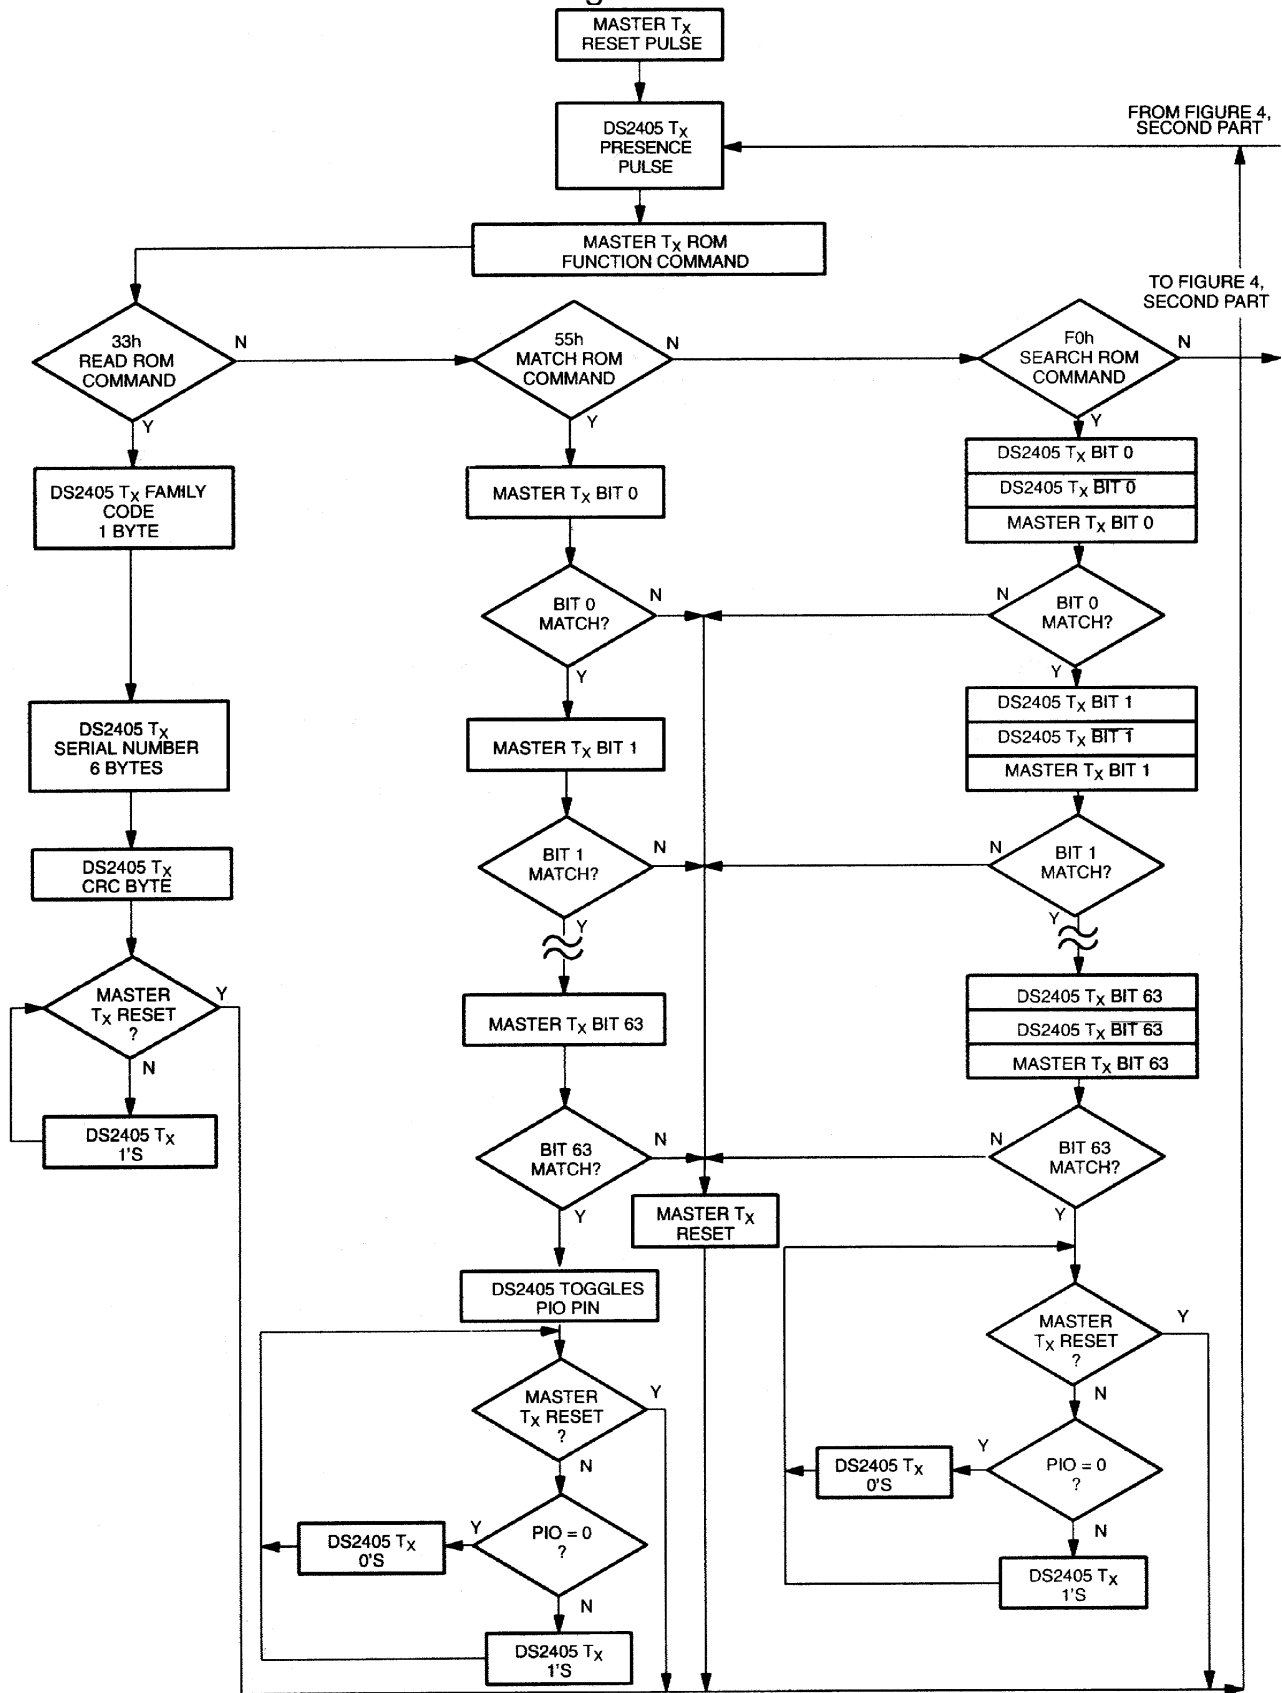 MASTER TX
RESET PULSE
DS2405 TX
PRESENCE
PULSE
FROM FIGURE 4,
SECOND PART
MASTER TX ROM
FUNCTION COMMAND
TO FIGURE 4,
SECOND PART
33h
READ ROM
COMMAND
N
Y
55h
MATCH ROM
COMMAND
N
Y
F0h
SEARCH ROM
COMMAND
N
Y
DS2405 TX FAMILY
CODE
1 BYTE
DS2405 TX
SERIAL NUMBER
6 BYTES
DS2405 TX
CRC BYTE
MASTER
TX RESET
?
Y
N
DS2405 TX
1'S
MASTER TX BIT 0
BIT 0
MATCH?
N
Y
MASTER TX BIT 1
BIT 1
MATCH?
N
Y
MASTER TX BIT 63
BIT 63
MATCH?
N
Y
DS2405 TOGGLES
PIO PIN
MASTER
TX RESET
?
Y
N
PIO = 0
?
Y
N
DS2405 TX
0'S
DS2405 TX
1'S
MASTER TX
RESET
DS2405 TX BIT 0
DS2405 TX BIT 0
MASTER TX BIT 0
BIT 0
MATCH?
N
Y
DS2405 TX BIT 1
DS2405 TX BIT 1
MASTER TX BIT 1
BIT 1
MATCH?
N
Y
DS2405 TX BIT 63
DS2405 TX BIT 63
MASTER TX BIT 63
BIT 63
MATCH?
N
Y
MASTER
TX RESET
?
Y
N
PIO = 0
?
Y
N
DS2405 TX
0'S
DS2405 TX
1'S